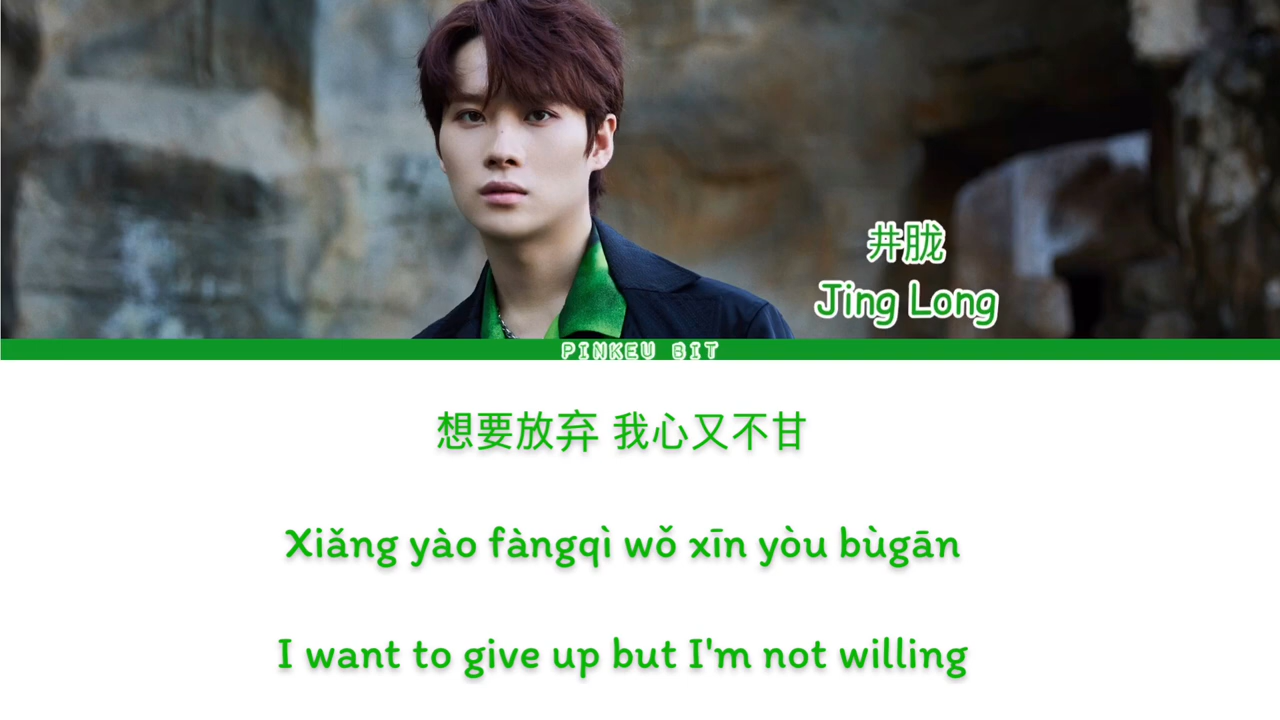 井胧
Jing Long
PINKEU BIT
想要放弃 我心又不甘
Xiǎng yào fàngqì wǒ xīn yòu bùgān
I want to give up but I'm not willing